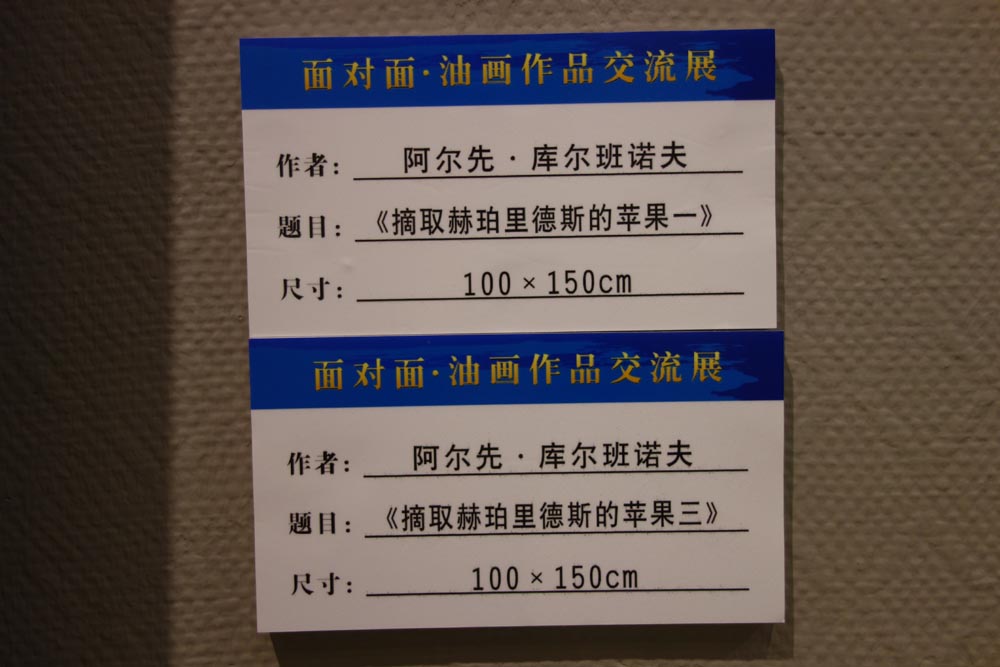 面对面·油画作品交流展
作者: 阿尔先·库尔班诺夫
题目: 《摘取赫珀里德斯的苹果一》
尺寸: 100×150cm
面对面·油画作品交流展
作者: 阿尔先·库尔班诺夫
题目: 《摘取赫珀里德斯的苹果三》
尺寸: 100×150cm